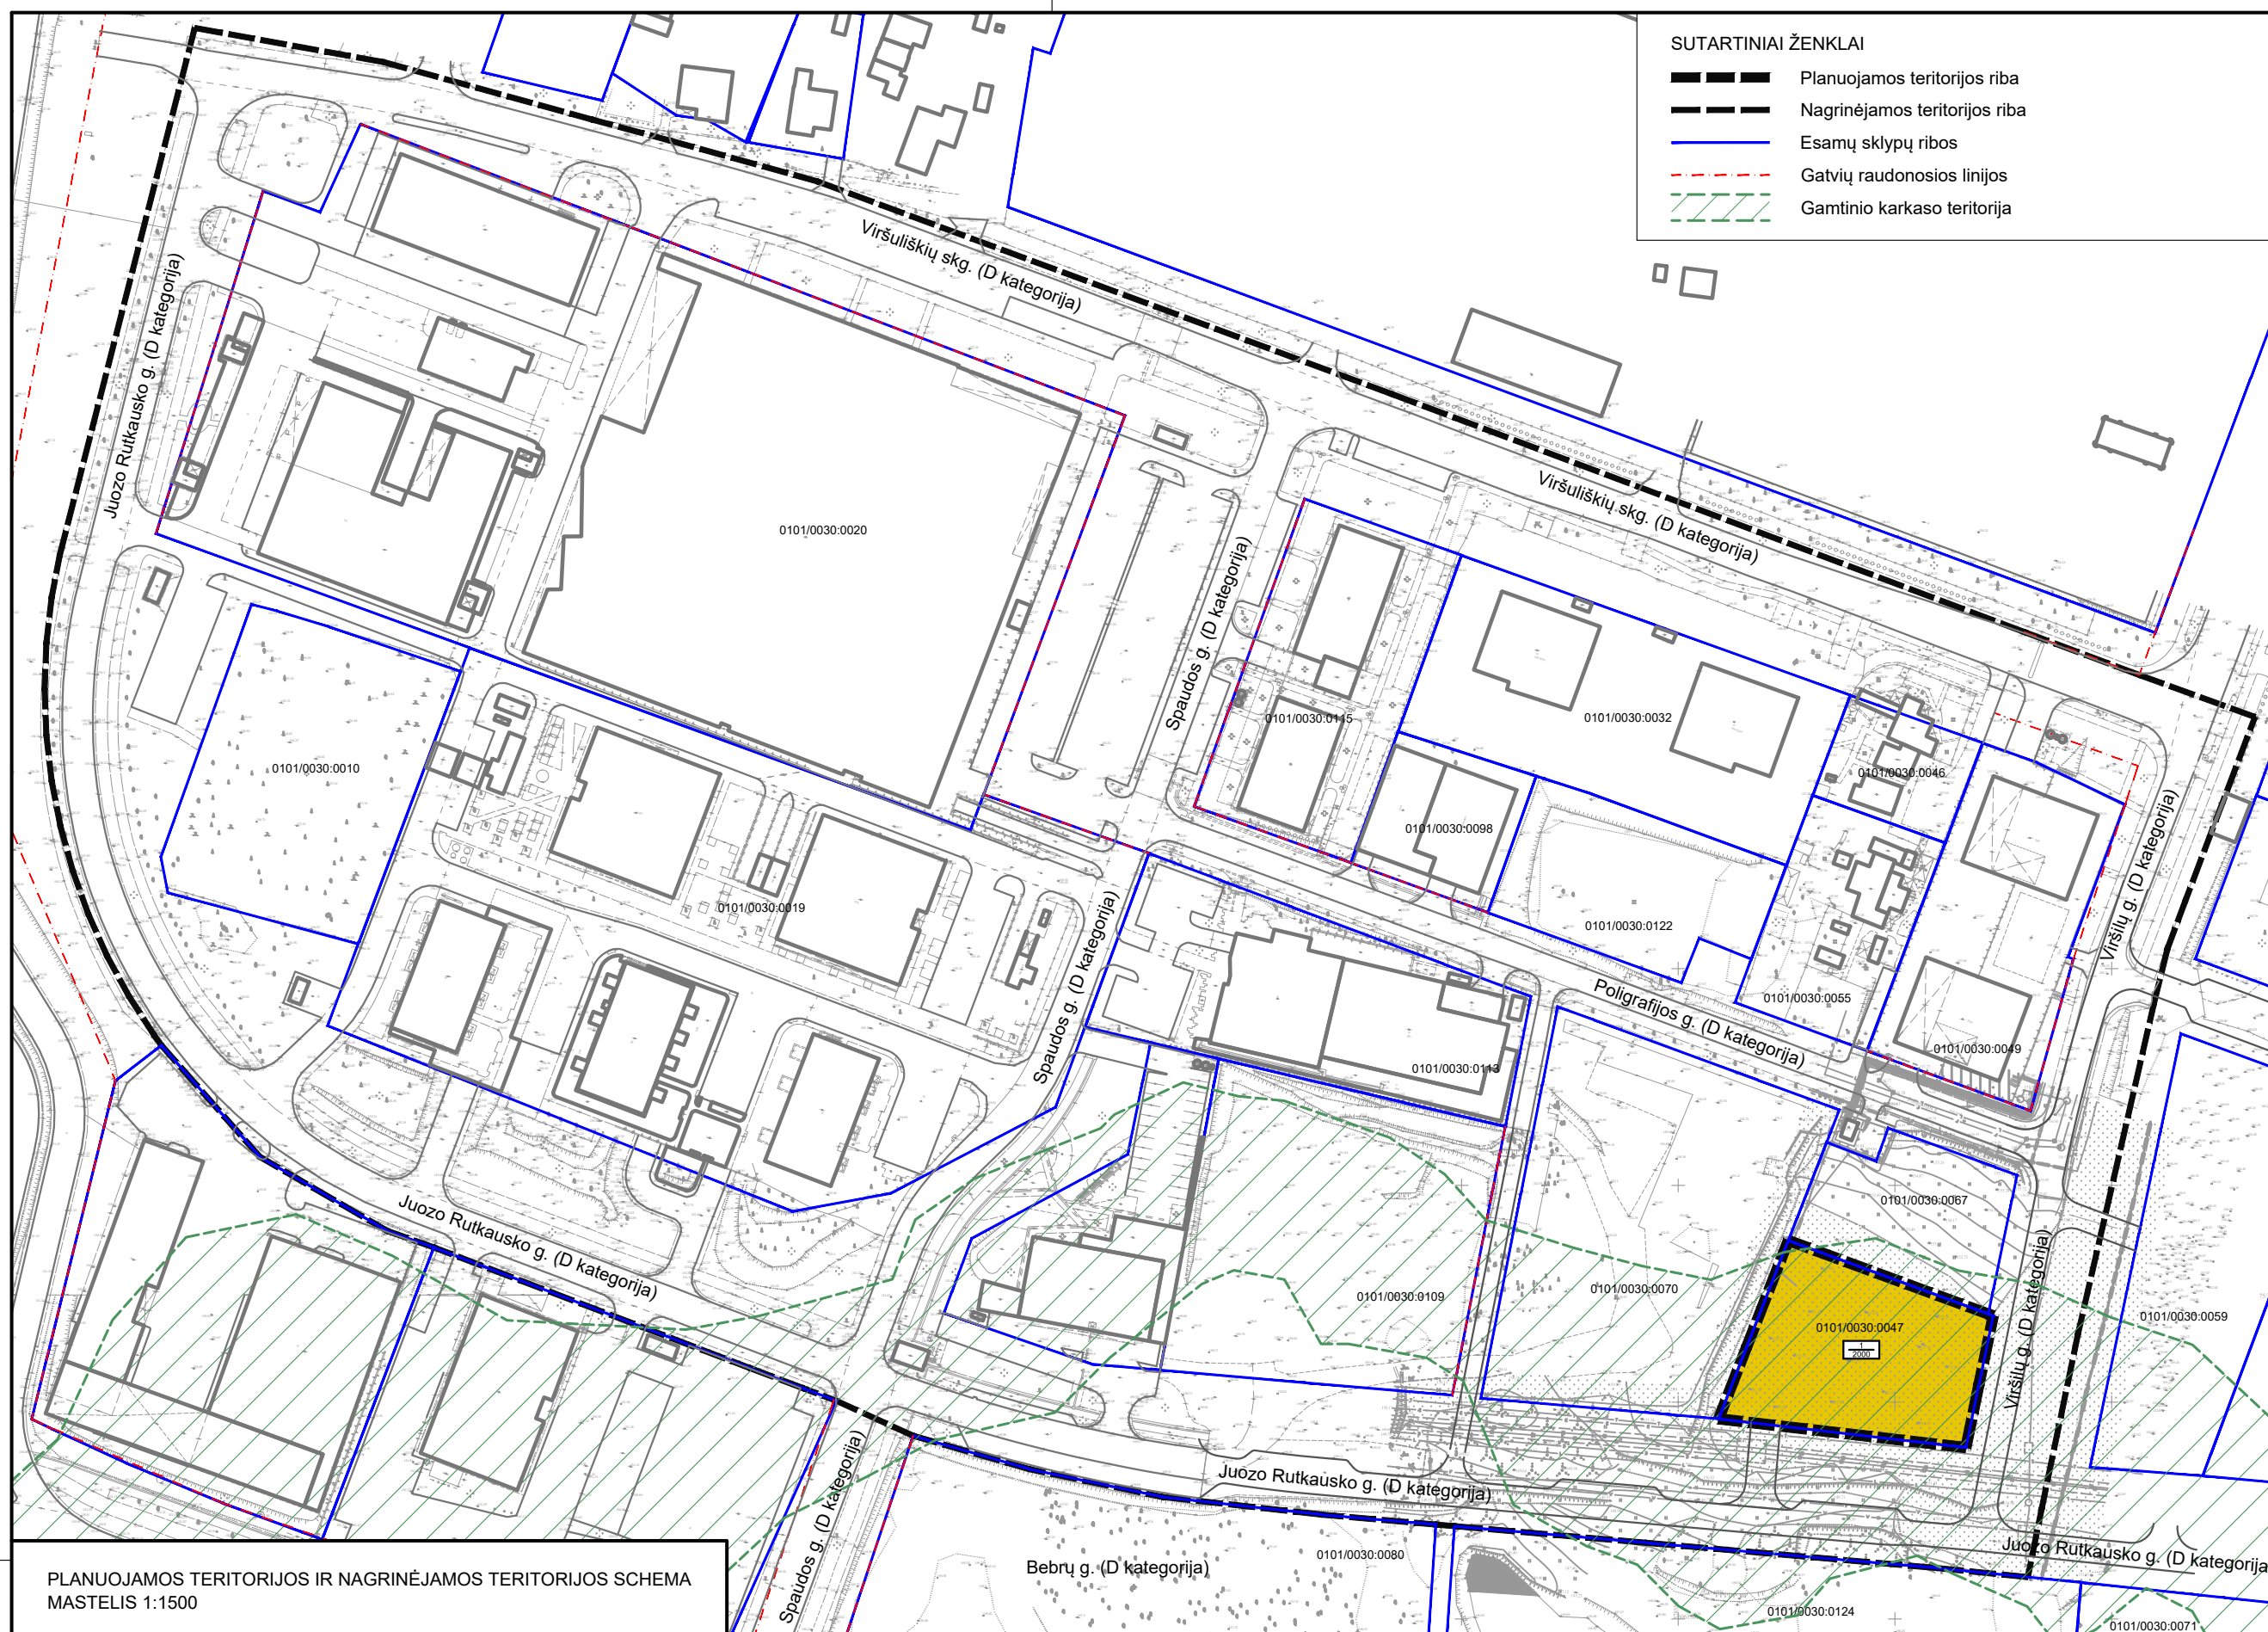 SUTARTINIAI ŽENKLAI
Planuojamos teritorijos riba
Nagrinėjamos teritorijos riba
Esamų sklypų ribos
Gatvių raudonosios linijos
Gamtinio karkaso teritorija
Viršuliškių skg. (D kategorija)
Juozo Rutkausko g. (D kategorija)
0101/0030:0020
Viršuliškių skg. (D kategorija)
Spaudos g. (D kategorija)
0101/0030:0115
0101/0030:0032
0101/0030:0010
0101/0030:0046
0101/0030:0098
Viršilų g. (D kategorija)
0101/0030:0019
0101/0030:0122
Spaudos g. (D kategorija)
Poligrafijos g. (D kategorija)
0101/0030:0055
0101/0030:0113
0101/0030:0049
0101/0030:0067
Juozo Rutkausko g. (D kategorija)
0101/0030:0109
0101/0030:0070
0101/0030:0047
1
2000
Viršilų g. (D kategorija)
0101/0030:0059
Juozo Rutkausko g. (D kategorija)
Spaudos g. (D kategorija)
Bebrų g. (D kategorija)
0101/0030:0080
Juozo Rutkausko g. (D kategorija
0101/0030:0124
0101/0030:0071
PLANUOJAMOS TERITORIJOS IR NAGRINĖJAMOS TERITORIJOS SCHEMA
MASTELIS 1:1500